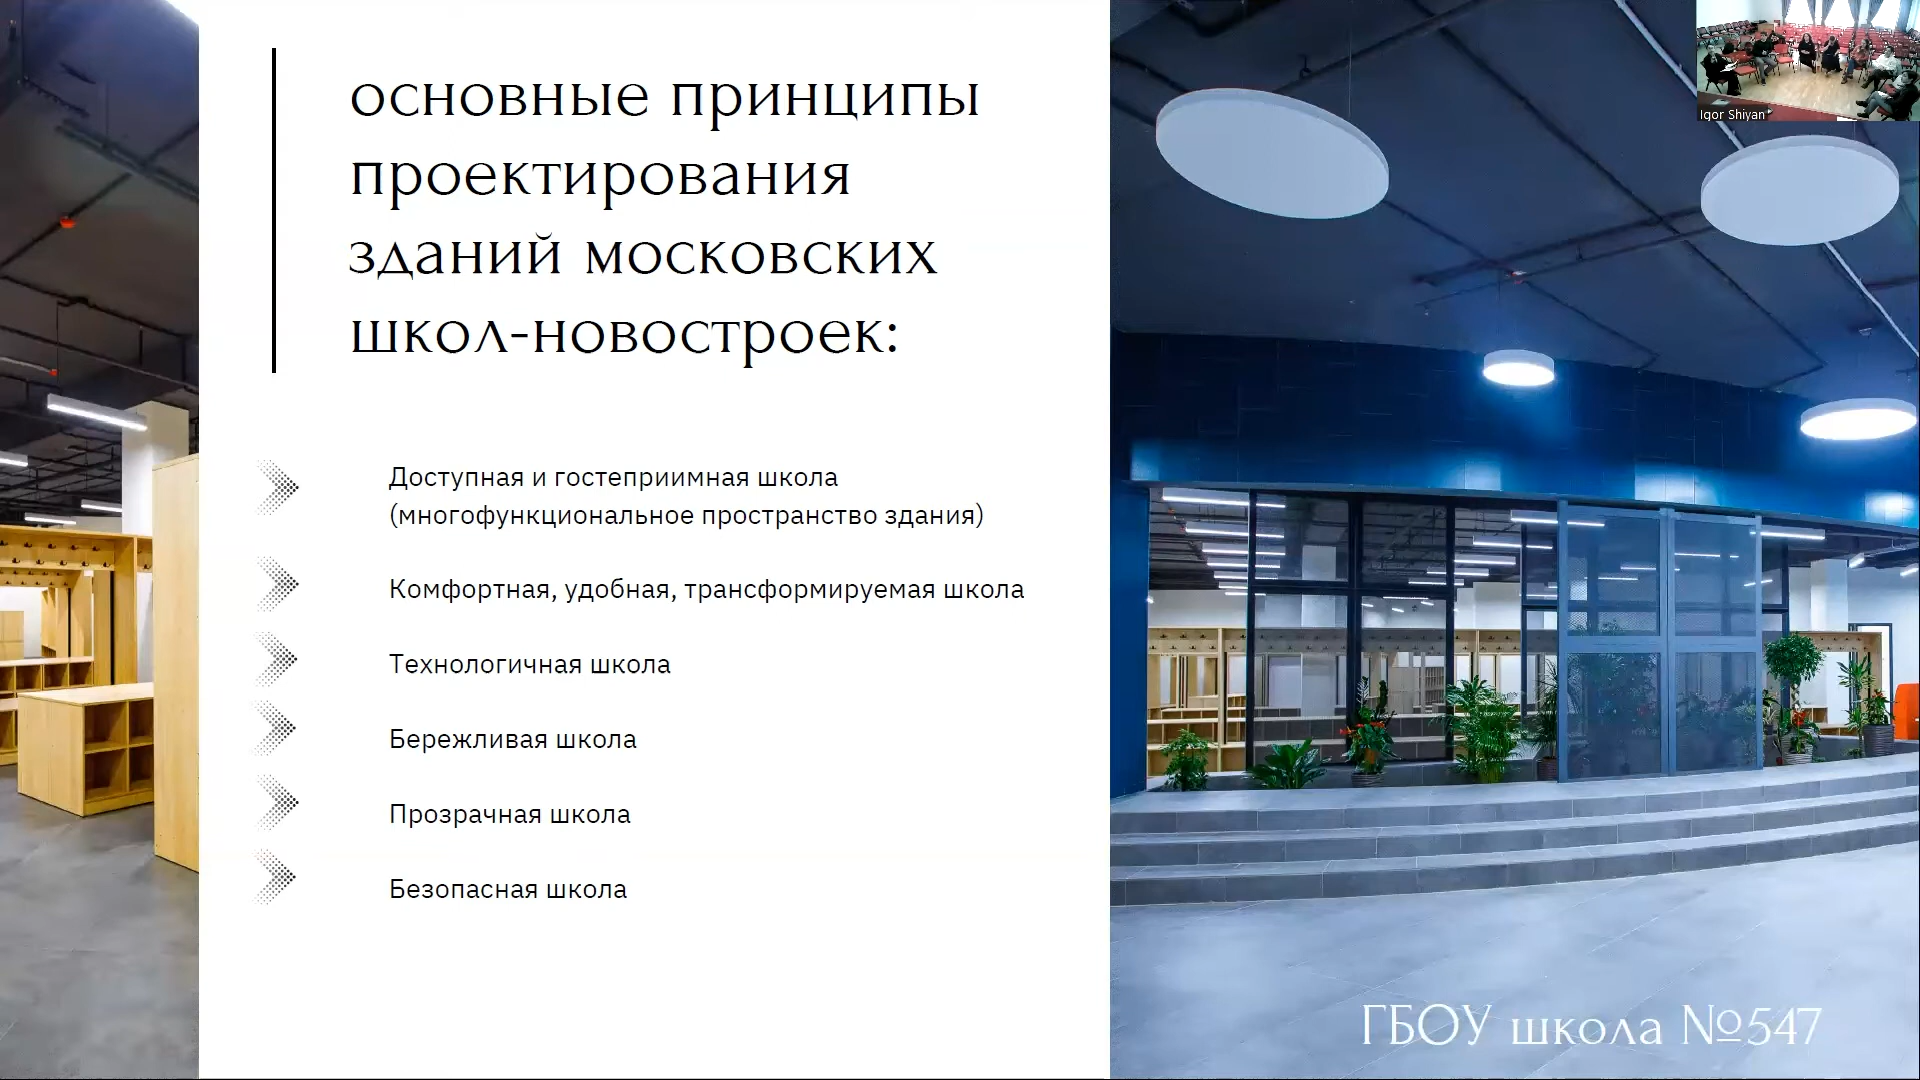 основные принципы
проектирования
зданий московских
школ-новостроек:
Доступная и гостеприимная школа
(многофункциональное пространство здания)
Комфортная, удобная, трансформируемая школа
Технологичная школа
Бережливая школа
Прозрачная школа
Безопасная школа
Igor Shiyan
ГБОУ школа №547